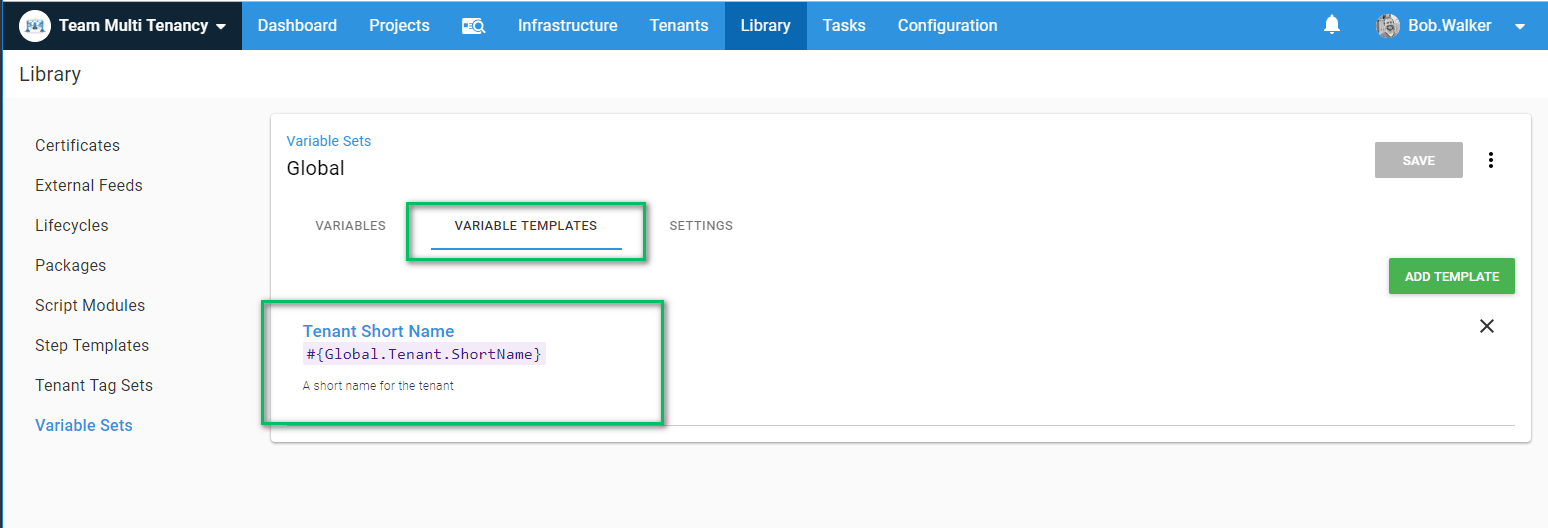 Team Multi Tenancy Dashboard Projects Infrastructure Tenants Library Tasks Configuration Bob.Walker
Library
Certificates
External Feeds
Lifecycles
Packages
Script Modules
Step Templates
Tenant Tag Sets
Variable Sets
Variable Sets
Global
SAVE
VARIABLES VARIABLE TEMPLATES SETTINGS
ADD TEMPLATE
Tenant Short Name
#{Global.Tenant.ShortName}
A short name for the tenant